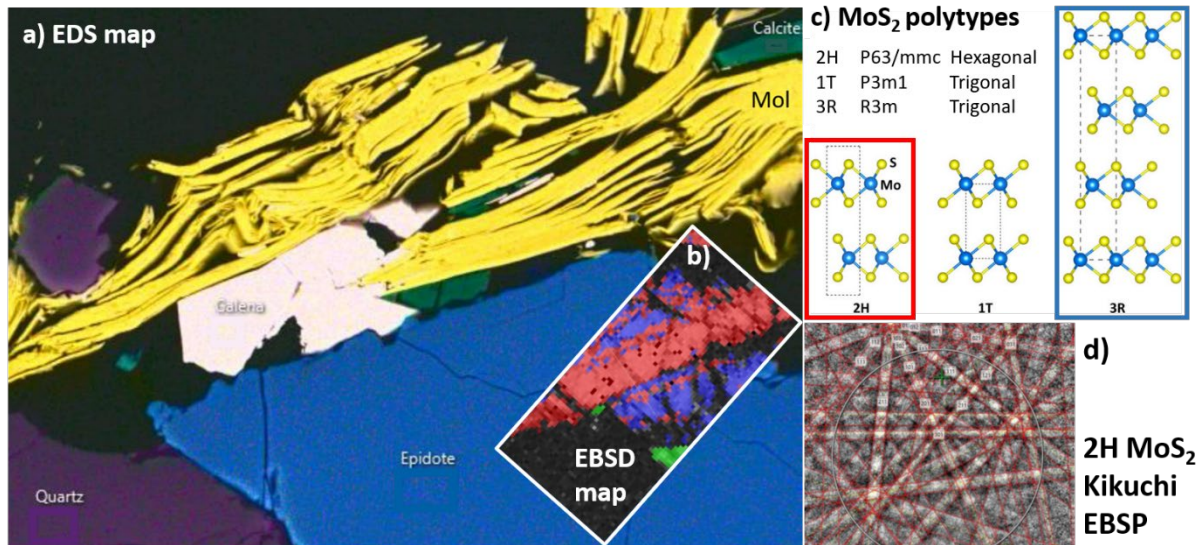 a) EDS map
Calcite
Mol
Galena
b)
Epidote
EBSD
map
Quartz
c) MoS₂ polytypes
2H P63/mmc Hexagonal
1T P3m1 Trigonal
3R R3m Trigonal
S
Mo
2H
1T
3R
d)
2H MoS₂
Kikuchi
EBSP